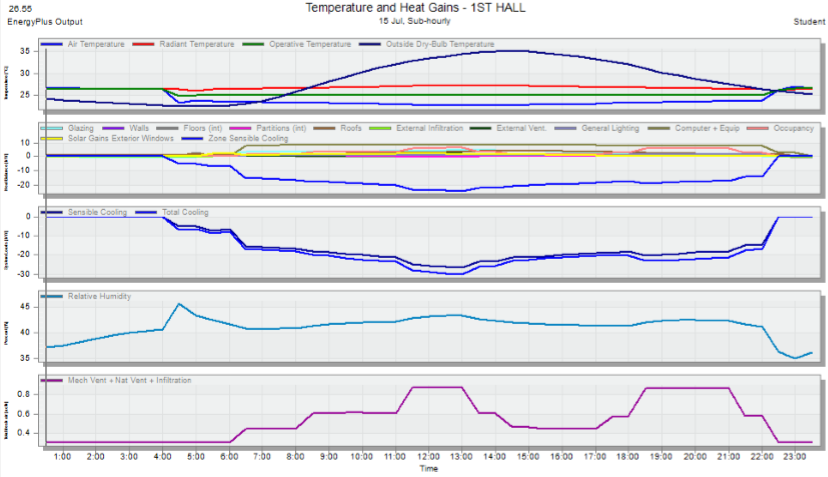 Temperature and Heat Gains - 1ST HALL
26.55
EnergyPlus Output
15 Jul, Sub-hourly
Student
Air Temperature Radiant Temperature Operative Temperature Outside Dry-Bulb Temperature
35
30
25
Glazing Walls Floors (int) Partitions (int) Roofs External Infiltration External Vent. General Lighting Computer + Equip Occupancy
Solar Gains Exterior Windows Zone Sensible Cooling
10
0
-10
-20
Sensible Cooling Total Cooling
0
-10
-20
-30
Relative Humidity
45
40
35
Mech Vent + Nat Vent + Infiltration
0.8
0.6
0.4
1:00 2:00 3:00 4:00 5:00 6:00 7:00 8:00 9:00 10:00 11:00 12:00 13:00 14:00 15:00 16:00 17:00 18:00 19:00 20:00 21:00 22:00 23:00
Time